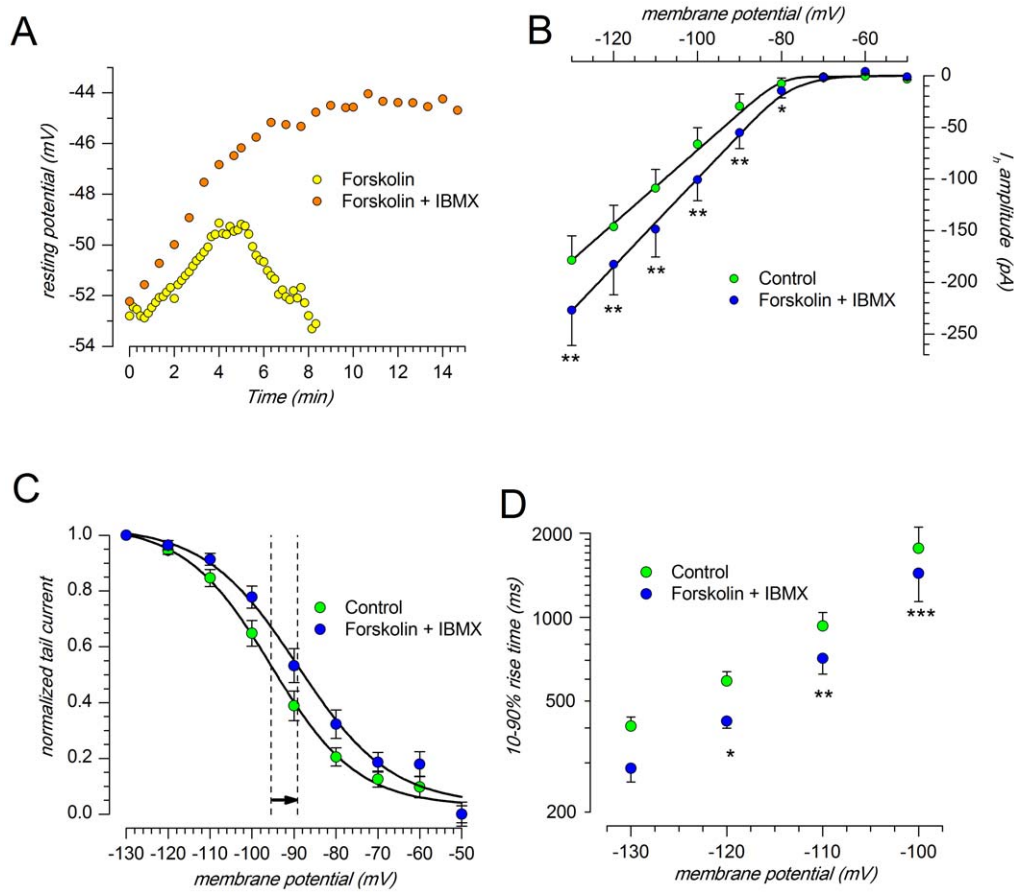 A
resting potential (mV)
-44
-46
-48
-50
-52
-54
Forskolin
Forskolin + IBMX
0 2 4 6 8 10 12 14
Time (min)
B
membrane potential (mV)
-120 -100 -80 -60
0
-50
-100
-150
-200
-250
I_h amplitude (pA)
Control
Forskolin + IBMX
*
**
**
**
**
**
C
normalized tail current
1.0
0.8
0.6
0.4
0.2
0.0
Control
Forskolin + IBMX
-130 -120 -110 -100 -90 -80 -70 -60 -50
membrane potential (mV)
D
10-90% rise time (ms)
2000
1000
500
200
Control
Forskolin + IBMX
***
**
*
-130 -120 -110 -100
membrane potential (mV)